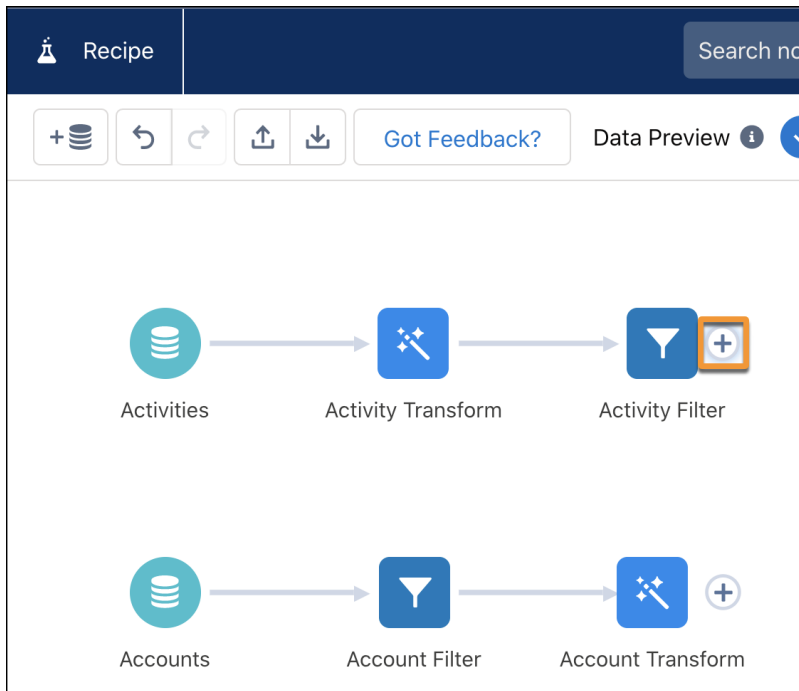 Recipe
Search no
Got Feedback?
Data Preview
Activities
Activity Transform
Activity Filter
Accounts
Account Filter
Account Transform